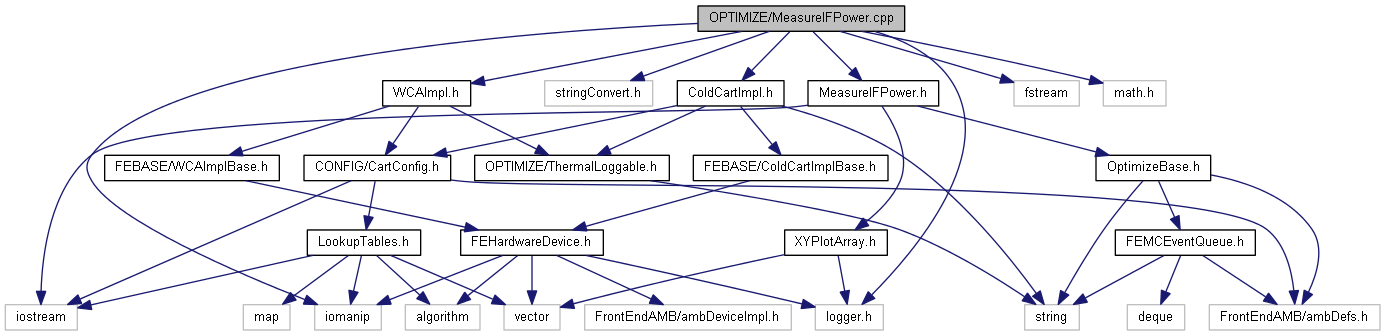 OPTIMIZE/MeasureIFPower.cpp
WCAImpl.h
stringConvert.h
ColdCartImpl.h
MeasureIFPower.h
fstream
math.h
FEBASE/WCAImplBase.h
CONFIG/CartConfig.h
OPTIMIZE/ThermalLoggable.h
FEBASE/ColdCartImplBase.h
OptimizeBase.h
LookupTables.h
FEHardwareDevice.h
XYPlotArray.h
FEMCEventQueue.h
iostream
map
iomanip
algorithm
vector
FrontEndAMB/ambDeviceImpl.h
logger.h
string
deque
FrontEndAMB/ambDefs.h